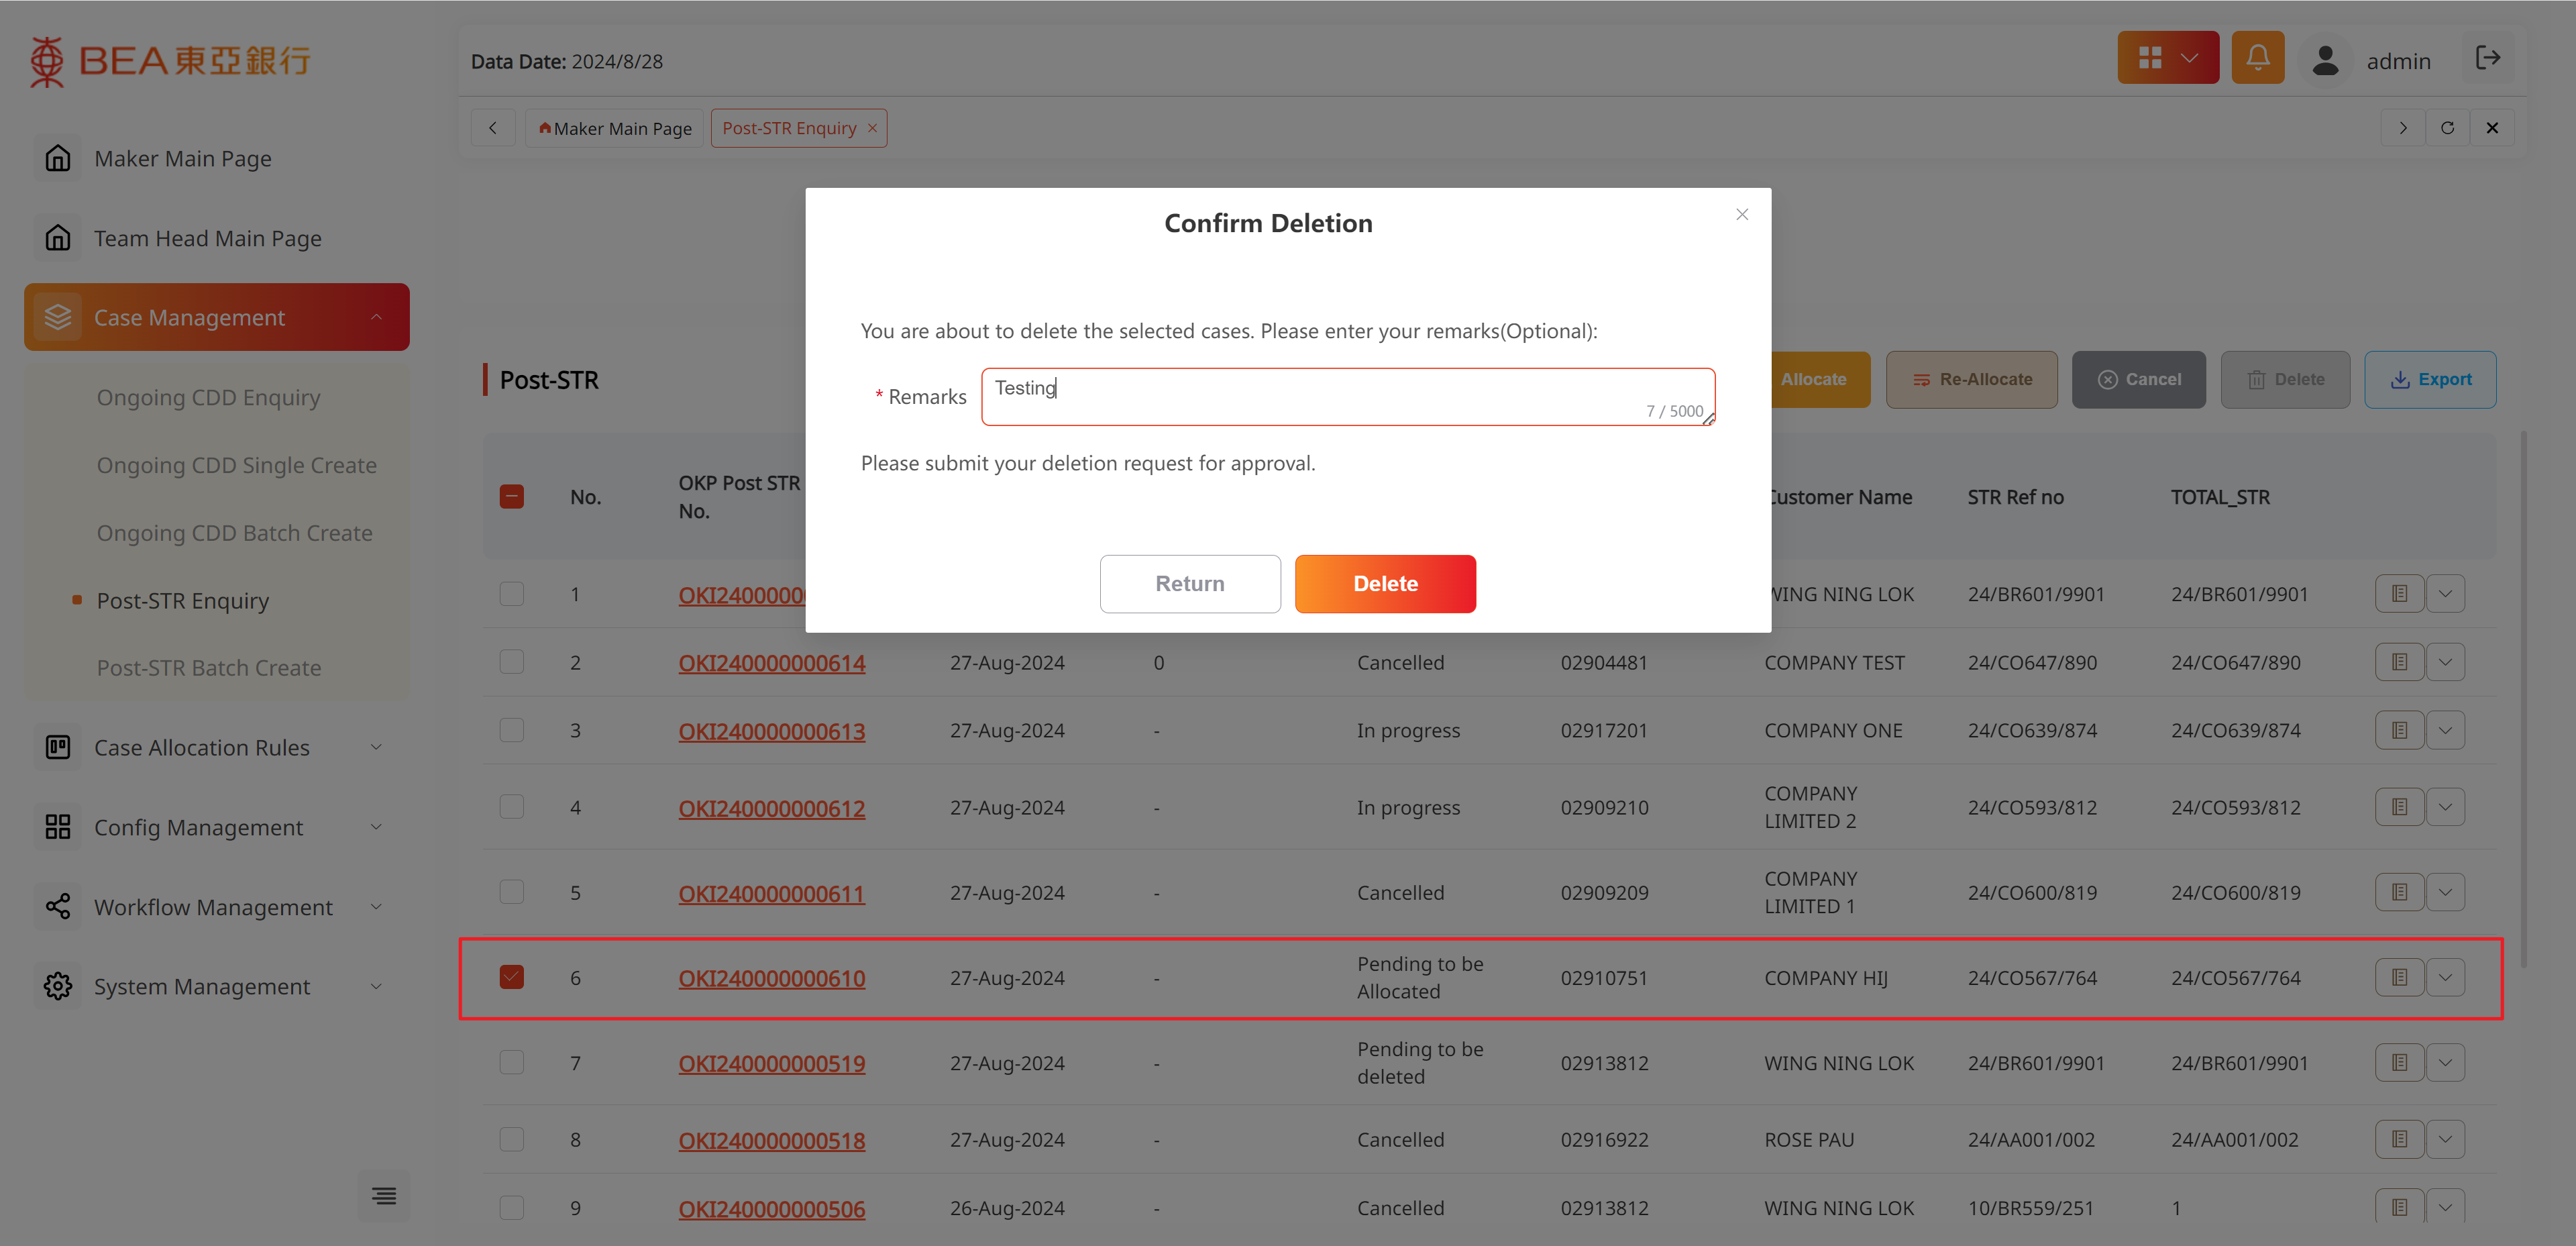 BEA東亞銀行
Data Date: 2024/8/28
admin
Maker Main Page
Post-STR Enquiry
Maker Main Page
Team Head Main Page
Case Management
Ongoing CDD Enquiry
Ongoing CDD Single Create
Ongoing CDD Batch Create
Post-STR Enquiry
Post-STR Batch Create
Case Allocation Rules
Config Management
Workflow Management
System Management
Confirm Deletion
You are about to delete the selected cases. Please enter your remarks(Optional):
* Remarks
Testing
7 / 5000
Please submit your deletion request for approval.
Return
Delete
Post-STR
Allocate
Re-Allocate
Cancel
Delete
Export
No. OKP Post STR No. Customer Name STR Ref no TOTAL_STR
1 WING NING LOK 24/BR601/9901 24/BR601/9901
2 OKI240000000614 27-Aug-2024 0 Cancelled 02904481 COMPANY TEST 24/CO647/890 24/CO647/890
3 OKI240000000613 27-Aug-2024 - In progress 02917201 COMPANY ONE 24/CO639/874 24/CO639/874
4 OKI240000000612 27-Aug-2024 - In progress 02909210 COMPANY LIMITED 2 24/CO593/812 24/CO593/812
5 OKI240000000611 27-Aug-2024 - Cancelled 02909209 COMPANY LIMITED 1 24/CO600/819 24/CO600/819
6 OKI240000000610 27-Aug-2024 - Pending to be Allocated 02910751 COMPANY HIJ 24/CO567/764 24/CO567/764
7 OKI240000000519 27-Aug-2024 - Pending to be deleted 02913812 WING NING LOK 24/BR601/9901 24/BR601/9901
8 OKI240000000518 27-Aug-2024 - Cancelled 02916922 ROSE PAU 24/AA001/002 24/AA001/002
9 OKI240000000506 26-Aug-2024 - Cancelled 02913812 WING NING LOK 10/BR559/251 1